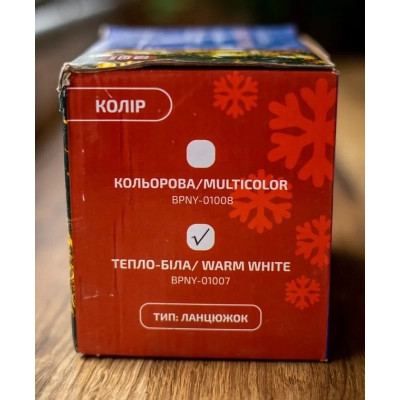 КОЛІР
КОЛЬОРОВА/MULTICOLOR
BPNY-01008
ТЕПЛО-БІЛА/ WARM WHITE
BPNY-01007
ТИП: ЛАНЦЮЖОК